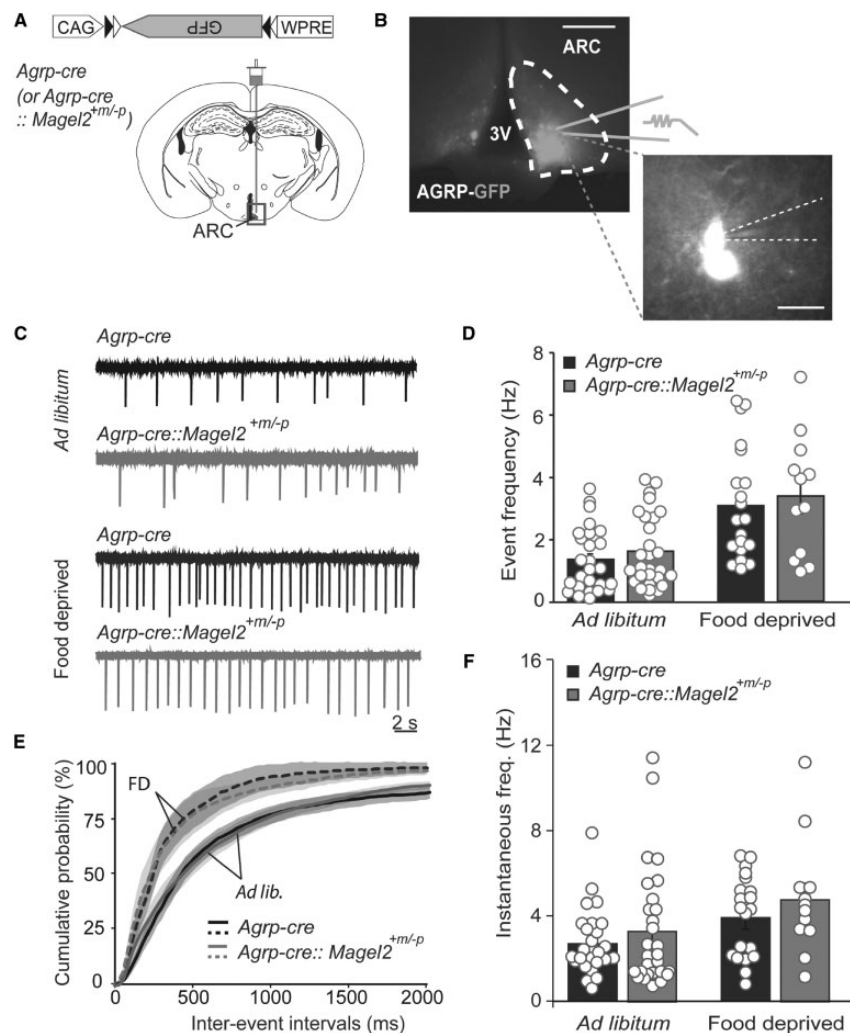 A
CAG
GFP
WPRE
Agrp-cre
(or Agrp-cre
:: Magel2+m/-p)
ARC
B
ARC
3V
AGRP-GFP
C
Ad libitum
Agrp-cre
Agrp-cre::Magel2+m/-p
Food deprived
Agrp-cre
Agrp-cre::Magel2+m/-p
2 s
D
Event frequency (Hz)
8
6
4
2
0
Agrp-cre
Agrp-cre::Magel2+m/-p
Ad libitum
Food deprived
E
Cumulative probability (%)
100
75
50
25
0
FD
Ad lib.
Agrp-cre
Agrp-cre:: Magel2+m/-p
0
500
1000
1500
2000
Inter-event intervals (ms)
F
Instantaneous freq. (Hz)
16
12
8
4
0
Agrp-cre
Agrp-cre::Magel2+m/-p
Ad libitum
Food deprived